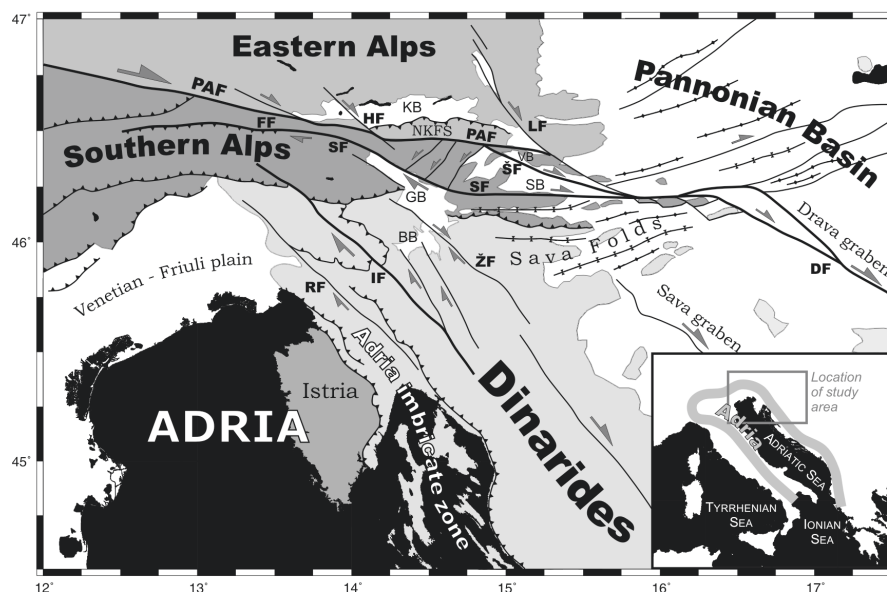 47°
Eastern Alps
Pannonian
Basin
PAF
KB
HF
FF
NKFS
PAF
LF
SF
Southern Alps
VB
ŠF
SB
SF
GB
46°
BB
Sava Folds
Drava graben
DF
ŽF
Venetian - Friuli plain
IF
RF
Sava graben
Adria imbricate zone
Dinarides
Istria
ADRIA
45°
Location
of study
area
Adria
ADRIATIC SEA
TYRRHENIAN
SEA
IONIAN
SEA
12° 13° 14° 15° 16° 17°